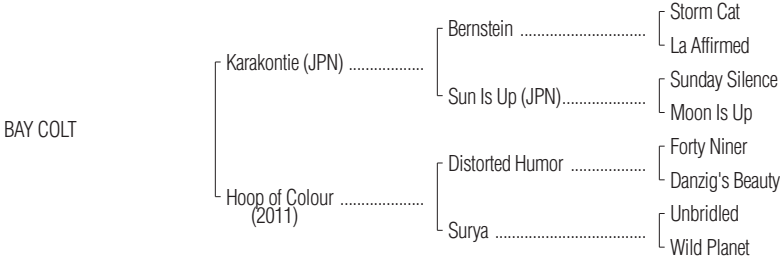 Storm Cat
Bernstein ..............................
La Affirmed
Karakontie (JPN) ..................
Sunday Silence
Sun Is Up (JPN)....................
Moon Is Up
BAY COLT
Forty Niner
Distorted Humor ..................
Danzig's Beauty
Hoop of Colour ....................
(2011)
Unbridled
Surya ....................................
Wild Planet